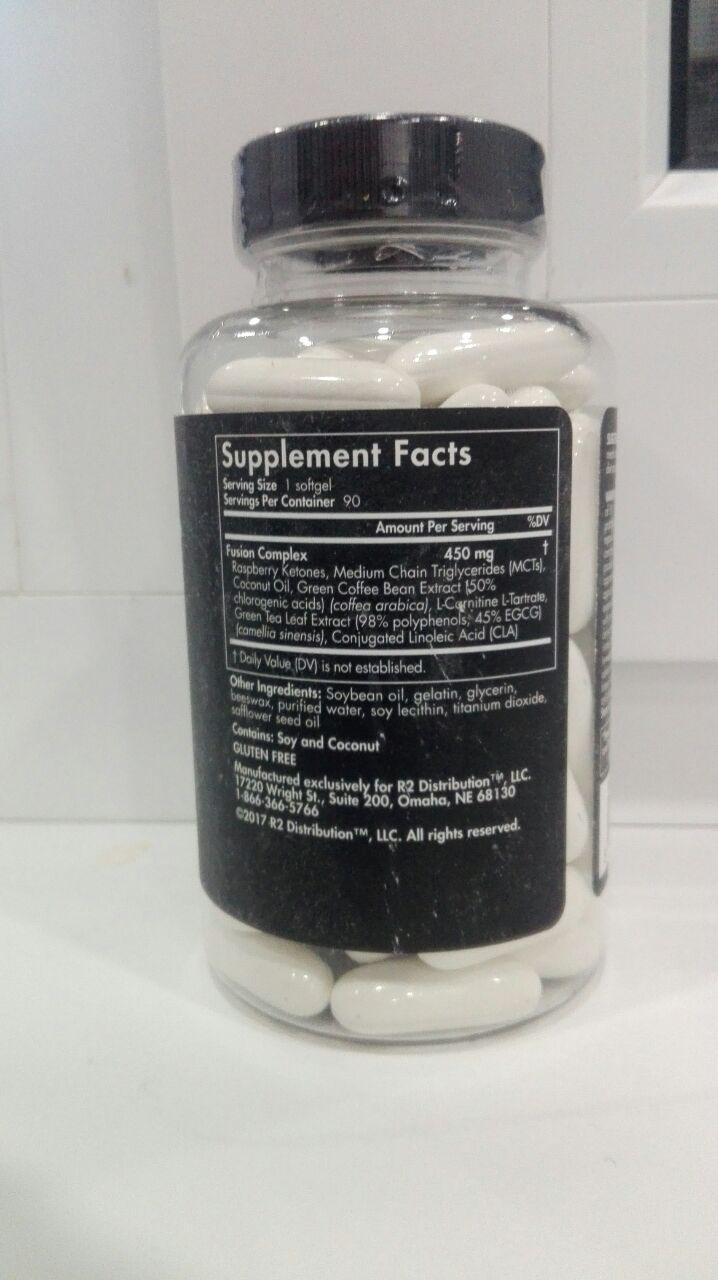 Supplement Facts
Serving Size 1 softgel
Servings Per Container 90
Amount Per Serving %DV
Fusion Complex 450 mg †
Raspberry Ketones, Medium Chain Triglycerides (MCTs),
Coconut Oil, Green Coffee Bean Extract (50%
chlorogenic acids) (coffea arabica), L-Carnitine L-Tartrate,
Green Tea Leaf Extract (98% polyphenols, 45% EGCG)
(camellia sinensis), Conjugated Linoleic Acid (CLA)
† Daily Value (DV) is not established.
Other Ingredients: Soybean oil, gelatin, glycerin,
beeswax, purified water, soy lecithin, titanium dioxide,
safflower seed oil
Contains: Soy and Coconut
GLUTEN FREE
Manufactured exclusively for R2 Distribution™, LLC.
17220 Wright St., Suite 200, Omaha, NE 68130
1-866-366-5766
©2017 R2 Distribution™, LLC. All rights reserved.